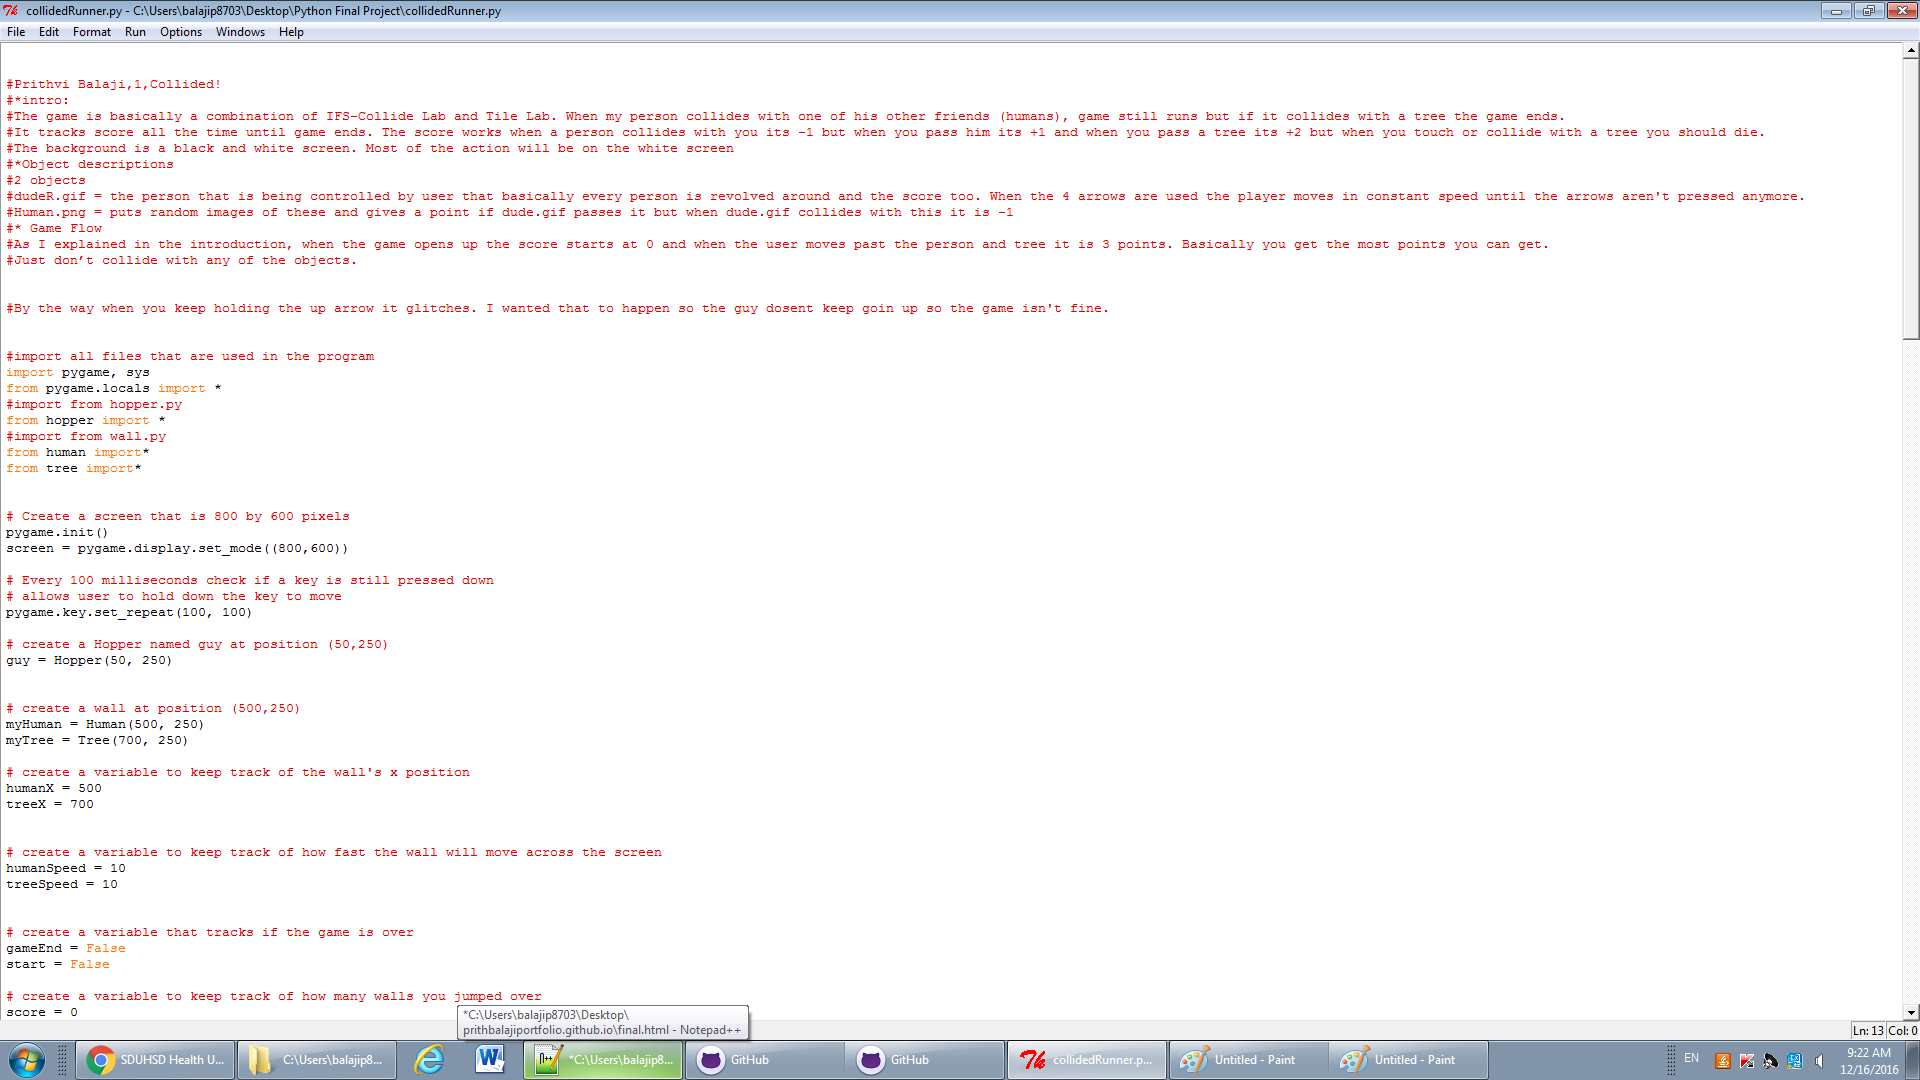 collidedRunner.py - C:\Users\balajip8703\Desktop\Python Final Project\collidedRunner.py
File Edit Format Run Options Windows Help
#Prithvi Balaji,1,Collided!
#*intro:
#The game is basically a combination of IFS-Collide Lab and Tile Lab. When my person collides with one of his other friends (humans), game still runs but if it collides with a tree the game ends.
#It tracks score all the time until game ends. The score works when a person collides with you its -1 but when you pass him its +1 and when you pass a tree its +2 but when you touch or collide with a tree you should die.
#The background is a black and white screen. Most of the action will be on the white screen
#*Object descriptions
#2 objects
#dudeR.gif = the person that is being controlled by user that basically every person is revolved around and the score too. When the 4 arrows are used the player moves in constant speed until the arrows aren't pressed anymore.
#Human.png = puts random images of these and gives a point if dude.gif passes it but when dude.gif collides with this it is -1
#* Game Flow
#As I explained in the introduction, when the game opens up the score starts at 0 and when the user moves past the person and tree it is 3 points. Basically you get the most points you can get.
#Just don’t collide with any of the objects.
#By the way when you keep holding the up arrow it glitches. I wanted that to happen so the guy dosent keep goin up so the game isn't fine.
#import all files that are used in the program
import pygame, sys
from pygame.locals import *
#import from hopper.py
from hopper import *
#import from wall.py
from human import*
from tree import*
# Create a screen that is 800 by 600 pixels
pygame.init()
screen = pygame.display.set_mode((800,600))
# Every 100 milliseconds check if a key is still pressed down
# allows user to hold down the key to move
pygame.key.set_repeat(100, 100)
# create a Hopper named guy at position (50,250)
guy = Hopper(50, 250)
# create a wall at position (500,250)
myHuman = Human(500, 250)
myTree = Tree(700, 250)
# create a variable to keep track of the wall's x position
humanX = 500
treeX = 700
# create a variable to keep track of how fast the wall will move across the screen
humanSpeed = 10
treeSpeed = 10
# create a variable that tracks if the game is over
gameEnd = False
start = False
# create a variable to keep track of how many walls you jumped over
score = 0
*C:\Users\balajip8703\Desktop\
prithbalajiportfolio.github.io\final.html - Notepad++
Ln: 13 Col: 0
SDUHSD Health U... C:\Users\balajip8... *C:\Users\balajip8... GitHub GitHub collidedRunner.p... Untitled - Paint Untitled - Paint EN 9:22 AM
12/16/2016